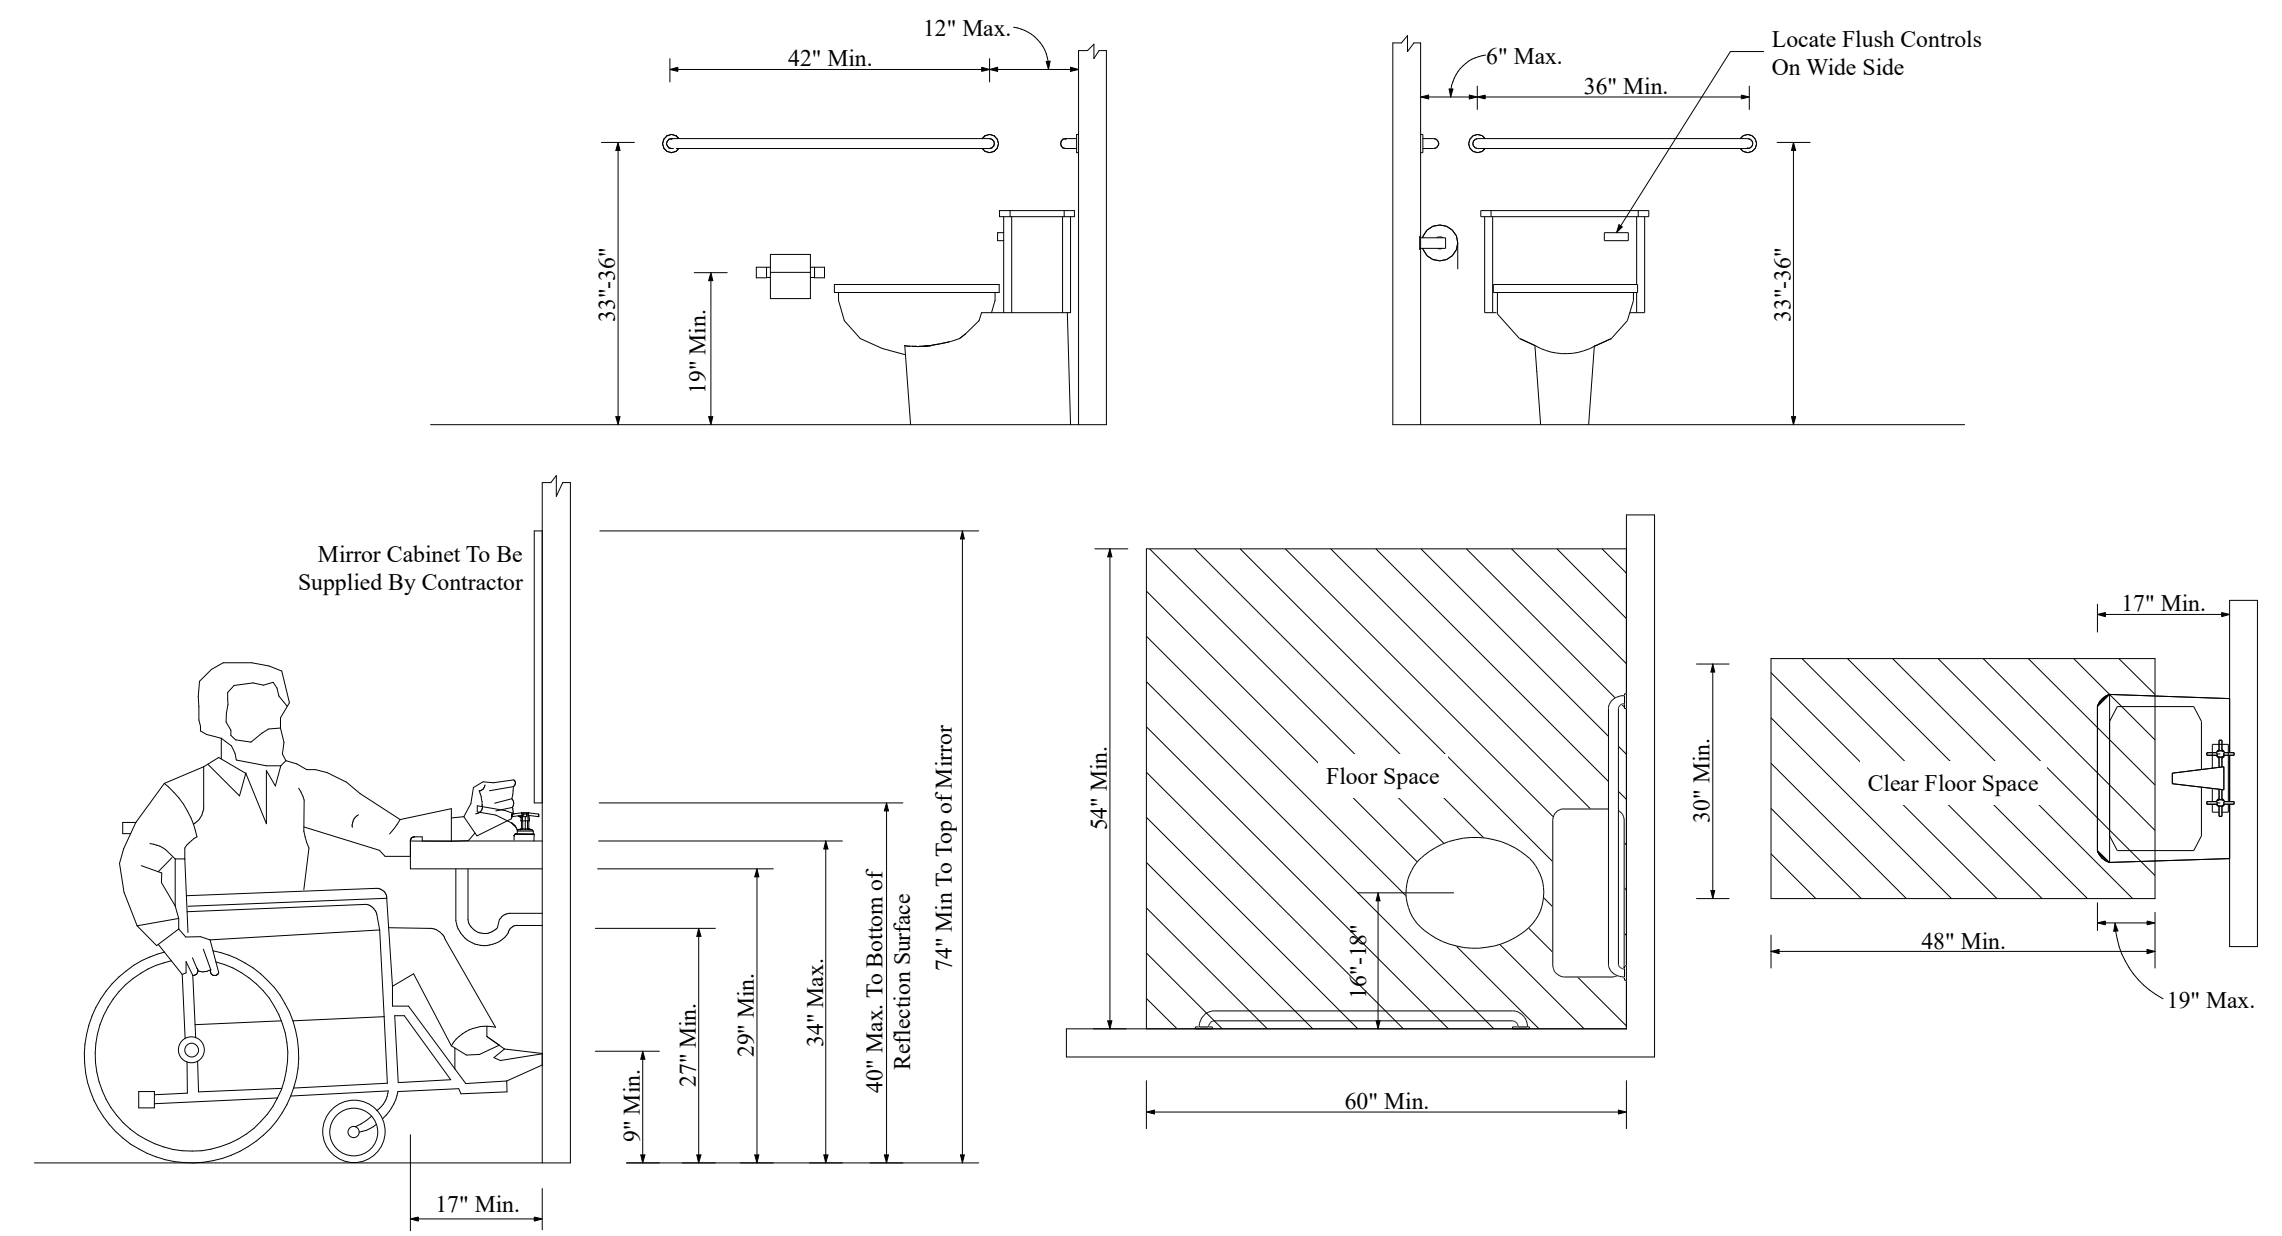 12" Max.
42" Min.
33"-36"
19" Min.
6" Max.
36" Min.
Locate Flush Controls
On Wide Side
33"-36"
Mirror Cabinet To Be
Supplied By Contractor
9" Min.
27" Min.
29" Min.
34" Max.
40" Max. To Bottom of
Reflection Surface
74" Min To Top of Mirror
17" Min.
54" Min.
Floor Space
16"-18"
60" Min.
17" Min.
30" Min.
Clear Floor Space
48" Min.
19" Max.